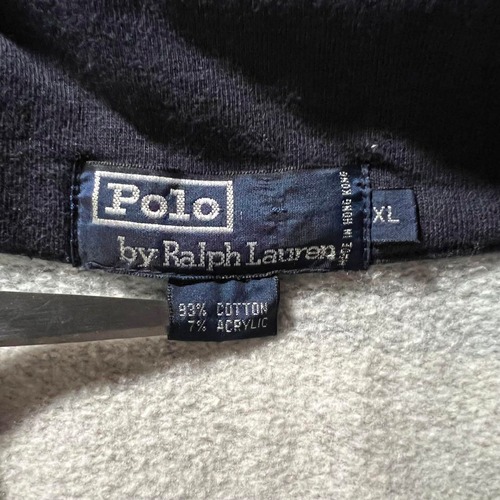 Polo
by Ralph Lauren
MADE IN HONG KONG
XL
93% COTTON
7% ACRYLIC